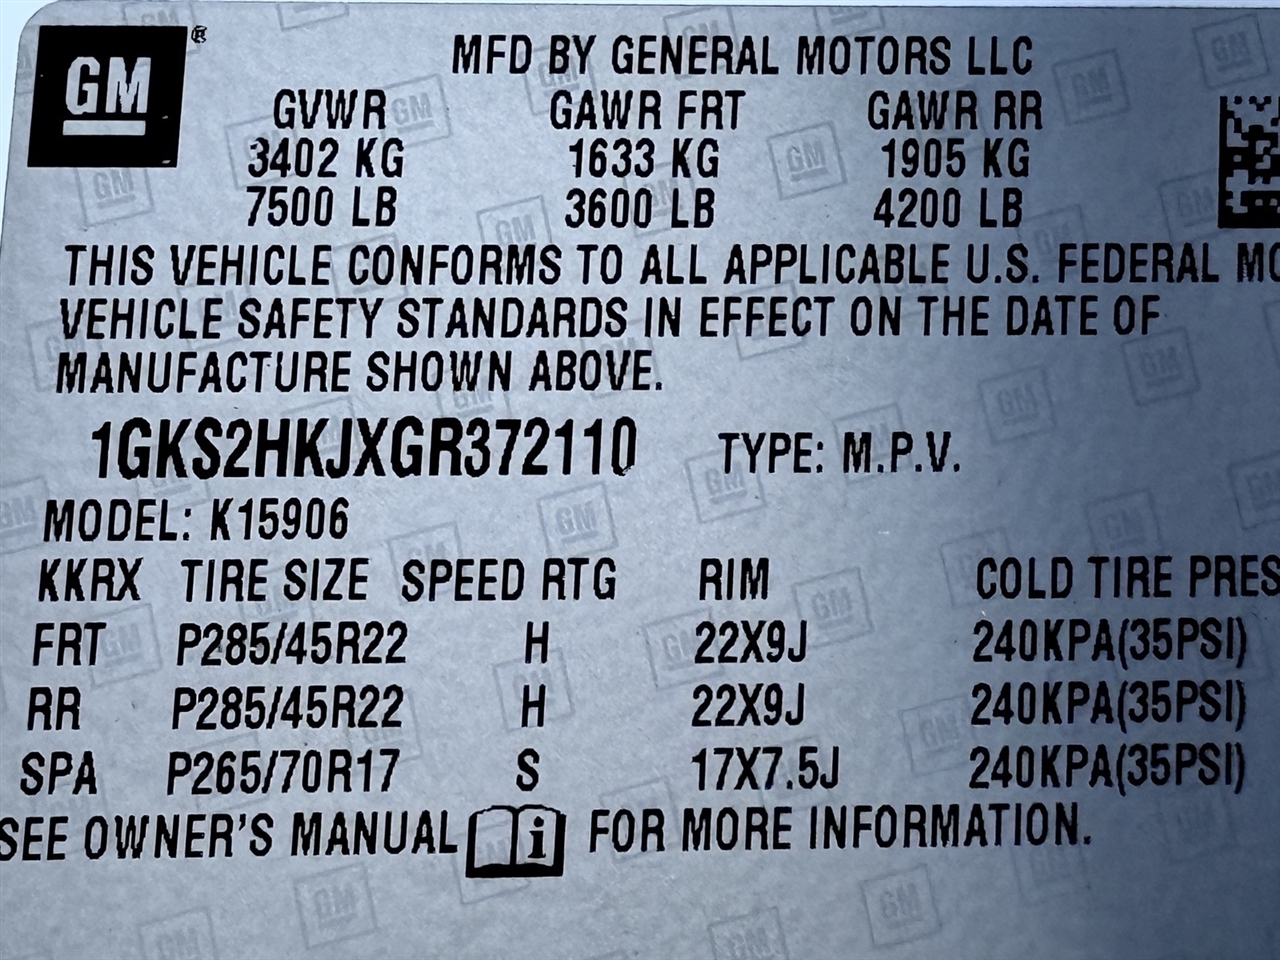 GM ®
MFD BY GENERAL MOTORS LLC
GVWR GAWR FRT GAWR RR
3402 KG 1633 KG 1905 KG
7500 LB 3600 LB 4200 LB
THIS VEHICLE CONFORMS TO ALL APPLICABLE U.S. FEDERAL MO
VEHICLE SAFETY STANDARDS IN EFFECT ON THE DATE OF
MANUFACTURE SHOWN ABOVE.
1GKS2HKJXGR372110 TYPE: M.P.V.
MODEL: K15906
KKRX TIRE SIZE SPEED RTG RIM COLD TIRE PRES
FRT P285/45R22 H 22X9J 240KPA(35PSI)
RR P285/45R22 H 22X9J 240KPA(35PSI)
SPA P265/70R17 S 17X7.5J 240KPA(35PSI)
SEE OWNER'S MANUAL i FOR MORE INFORMATION.